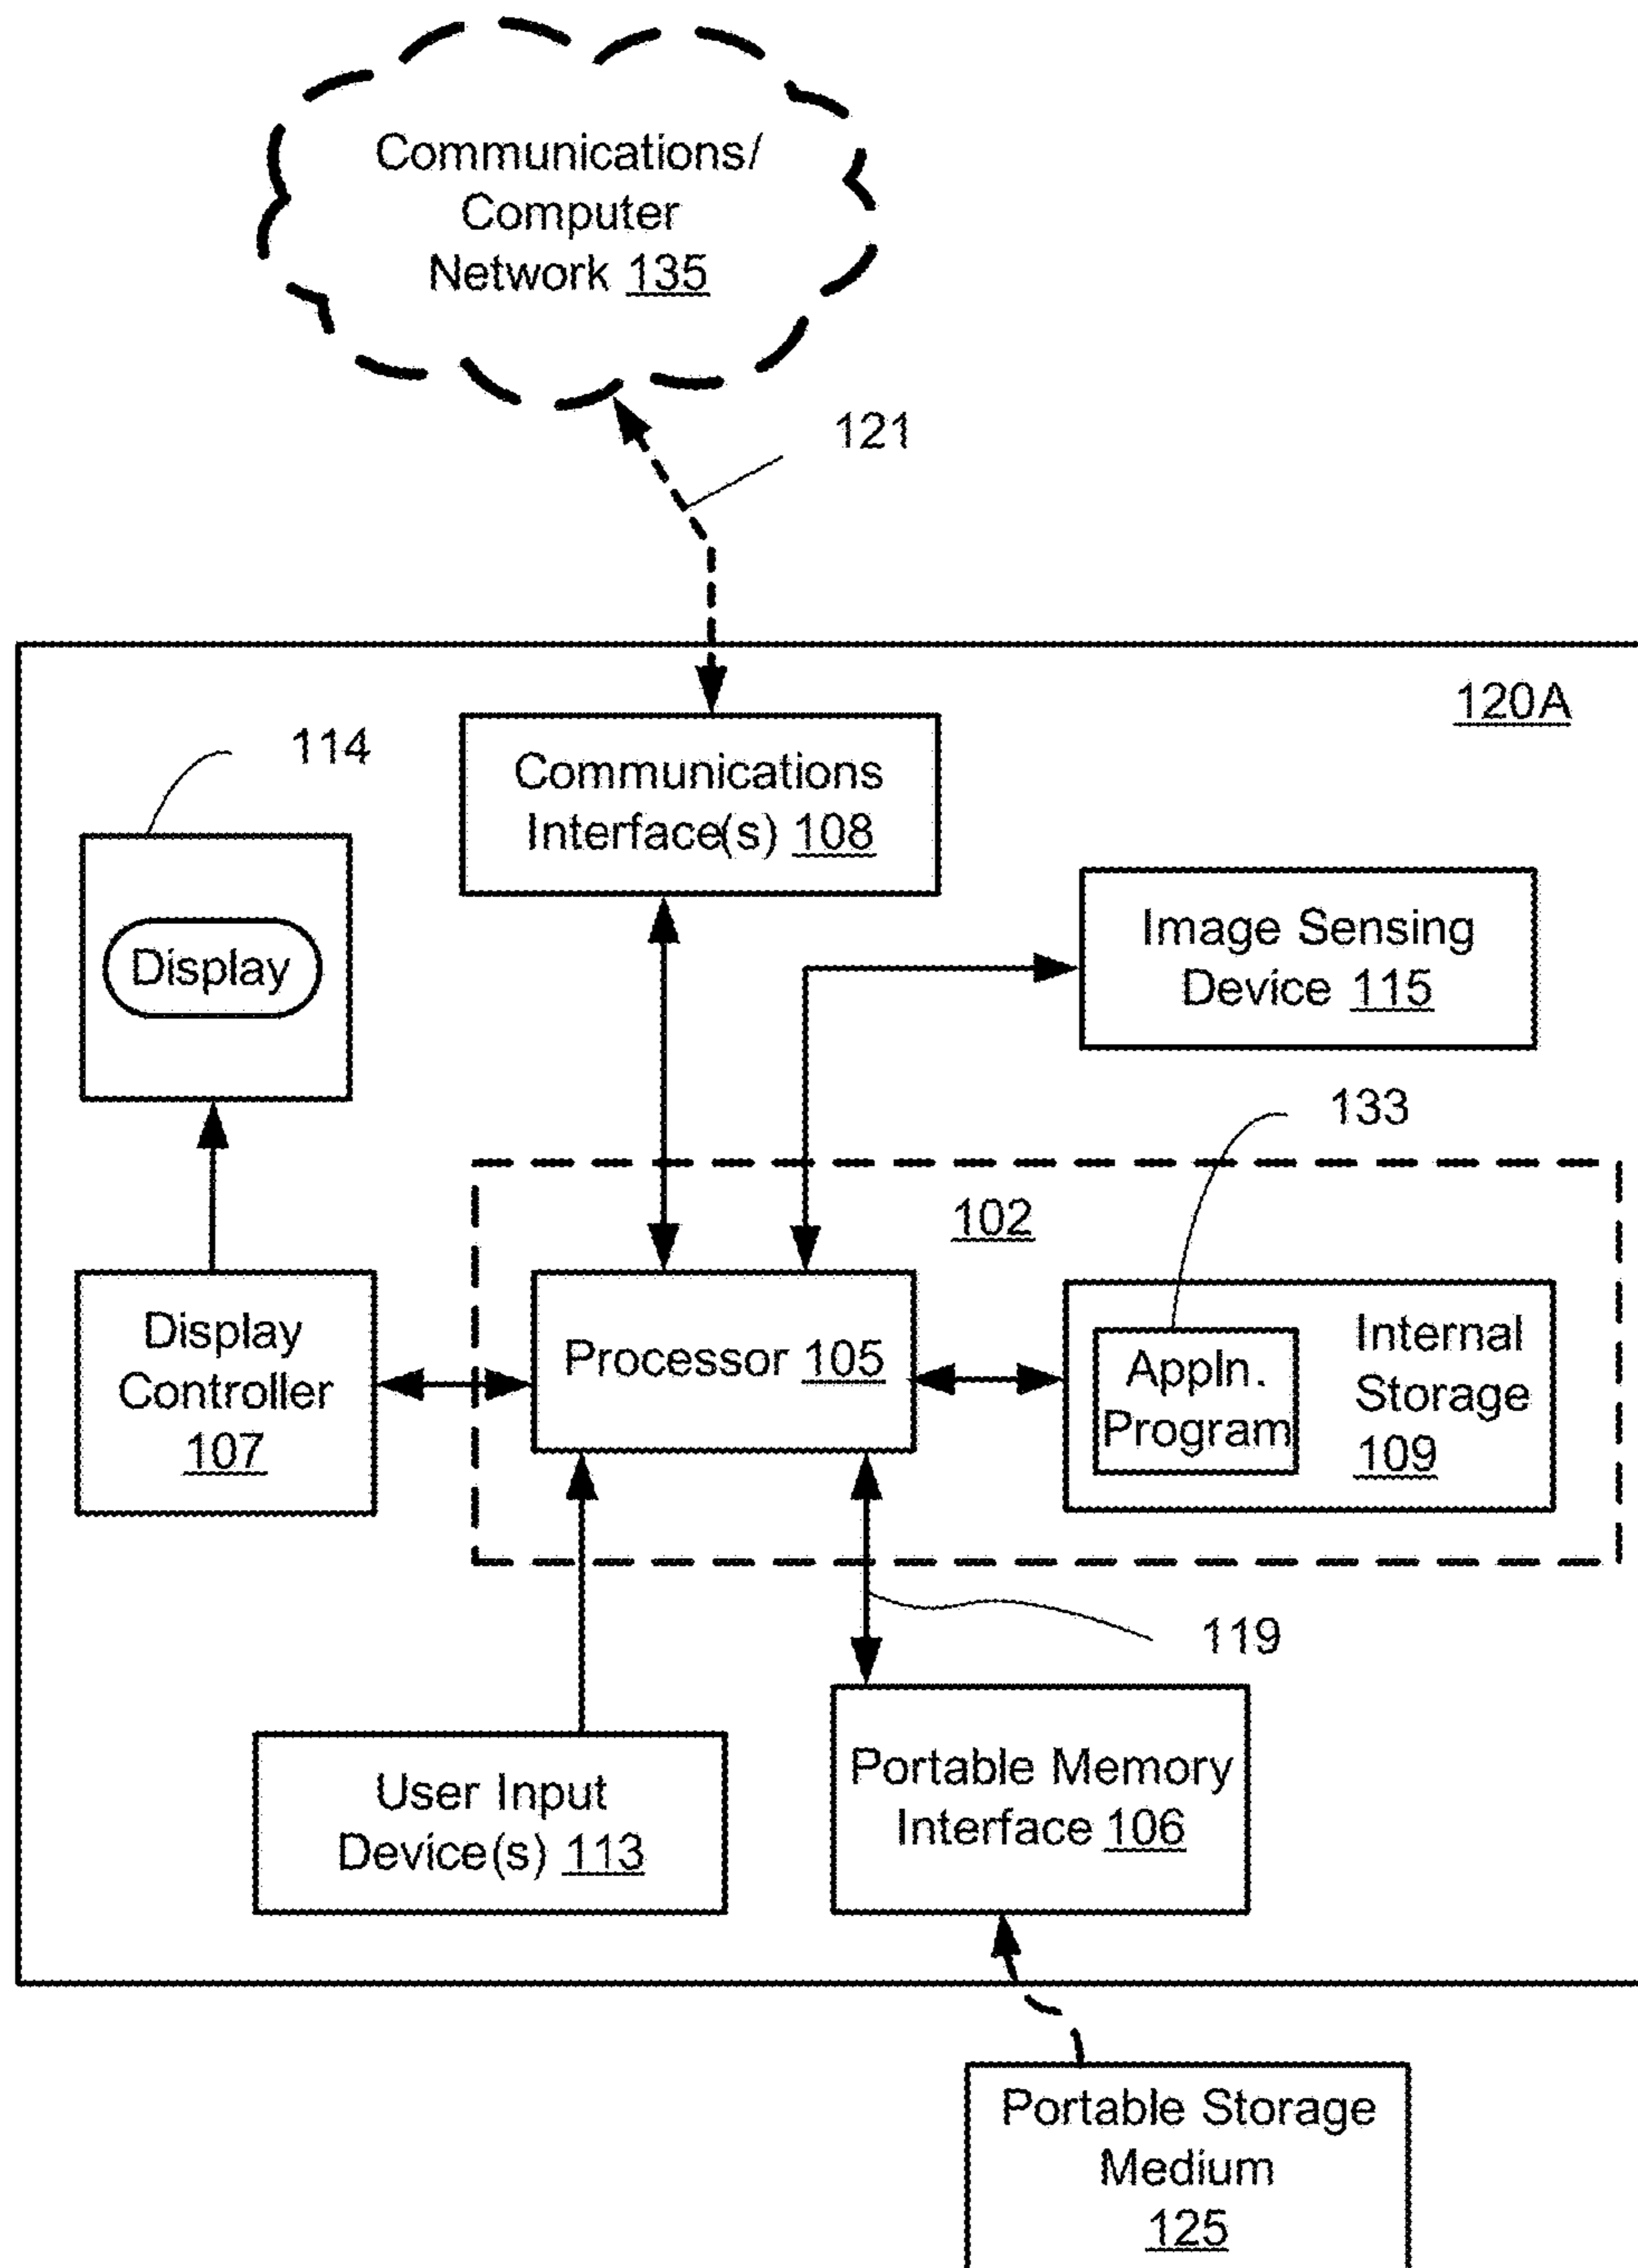 Communications/
Computer
Network 135
121
120A
114
Communications
Interface(s) 108
Display
Image Sensing
Device 115
133
102
Display
Controller
107
Processor 105
Appln.
Program
Internal
Storage
109
119
User Input
Device(s) 113
Portable Memory
Interface 106
Portable Storage
Medium
125